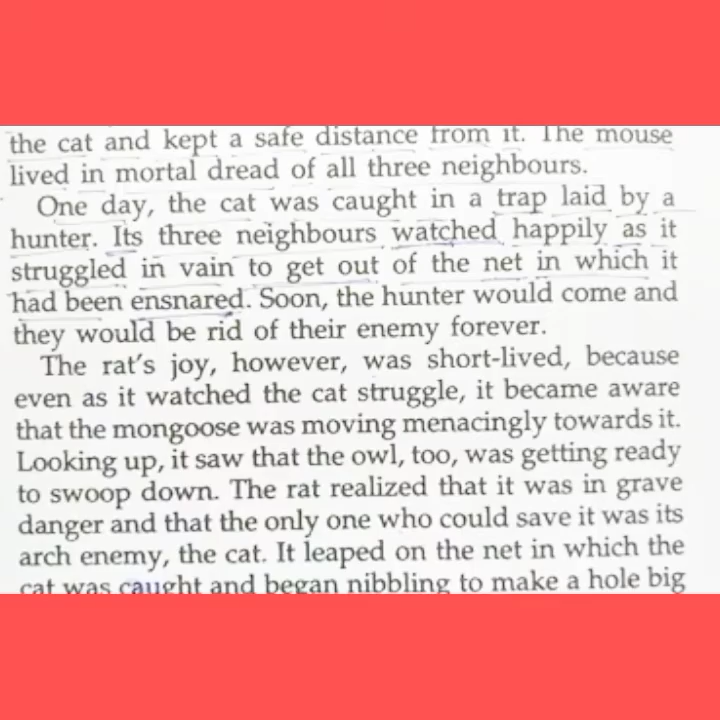 the cat and kept a safe distance from it. The mouse
lived in mortal dread of all three neighbours.
One day, the cat was caught in a trap laid by a
hunter. Its three neighbours watched happily as it
struggled in vain to get out of the net in which it
had been ensnared. Soon, the hunter would come and
they would be rid of their enemy forever.
The rat's joy, however, was short-lived, because
even as it watched the cat struggle, it became aware
that the mongoose was moving menacingly towards it.
Looking up, it saw that the owl, too, was getting ready
to swoop down. The rat realized that it was in grave
danger and that the only one who could save it was its
arch enemy, the cat. It leaped on the net in which the
cat was caught and began nibbling to make a hole big